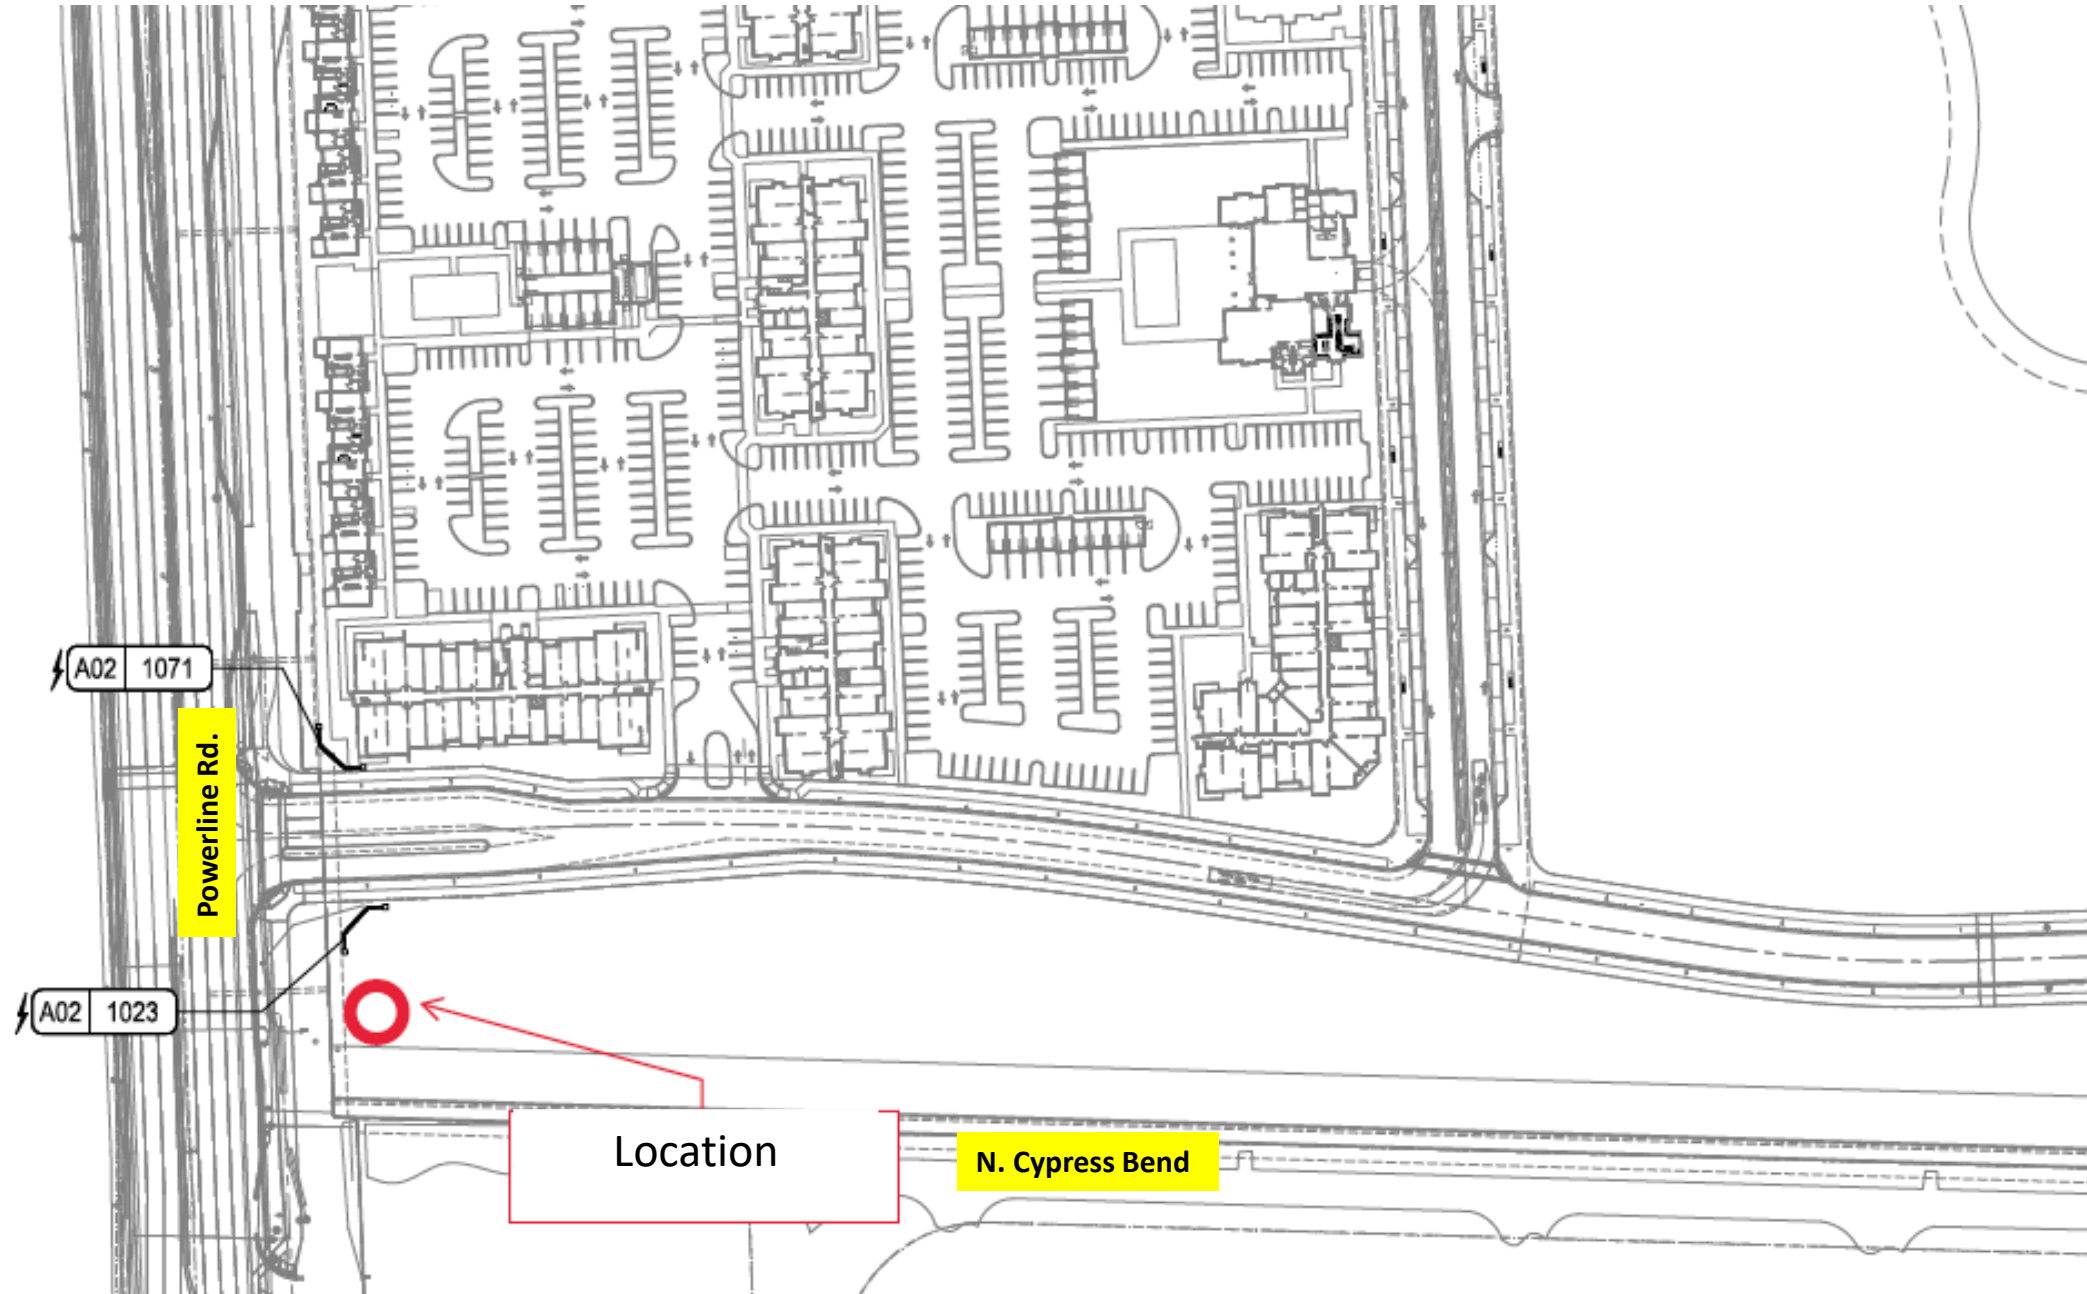 A02 1071
Powerline Rd.
A02 1023
Location
N. Cypress Bend